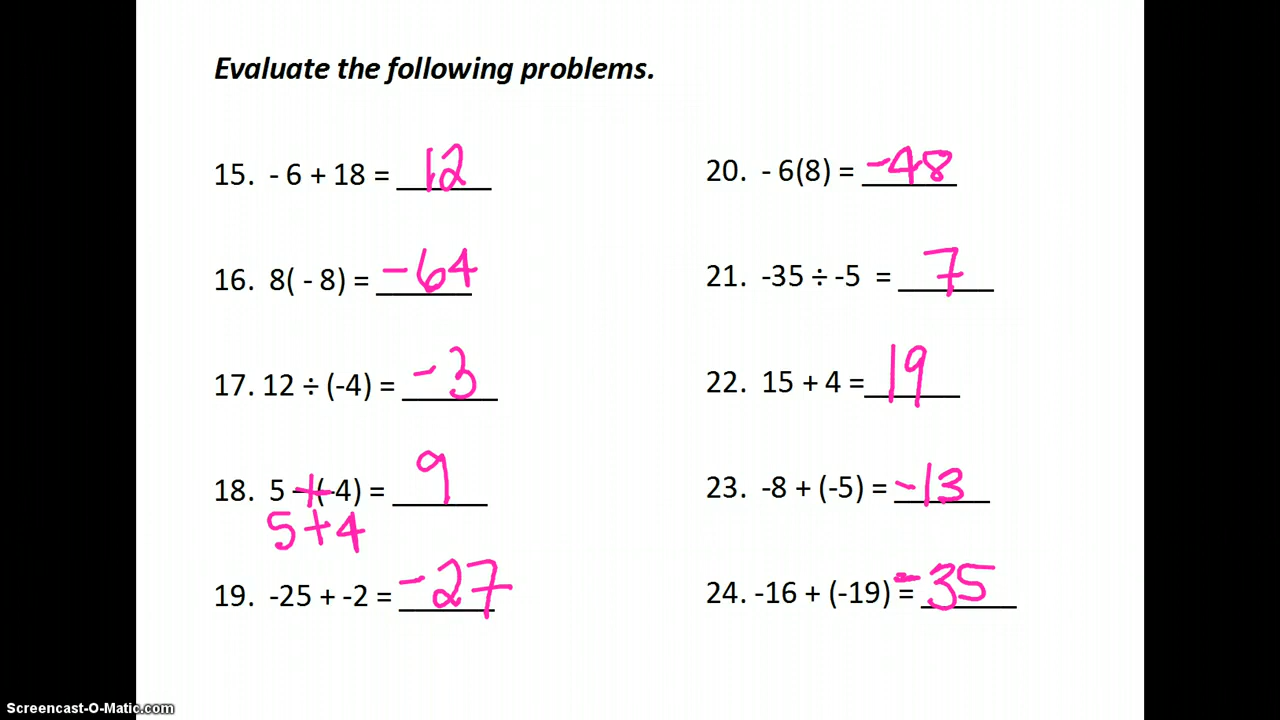 Evaluate the following problems.
15. - 6 + 18 = 12
16. 8( - 8) = -64
17. 12 ÷ (-4) = -3
18. 5 - (-4) = 9
5+4
19. -25 + -2 = -27
20. - 6(8) = -48
21. -35 ÷ -5 = 7
22. 15 + 4 = 19
23. -8 + (-5) = -13
24. -16 + (-19) = -35
Screencast-O-Matic.com